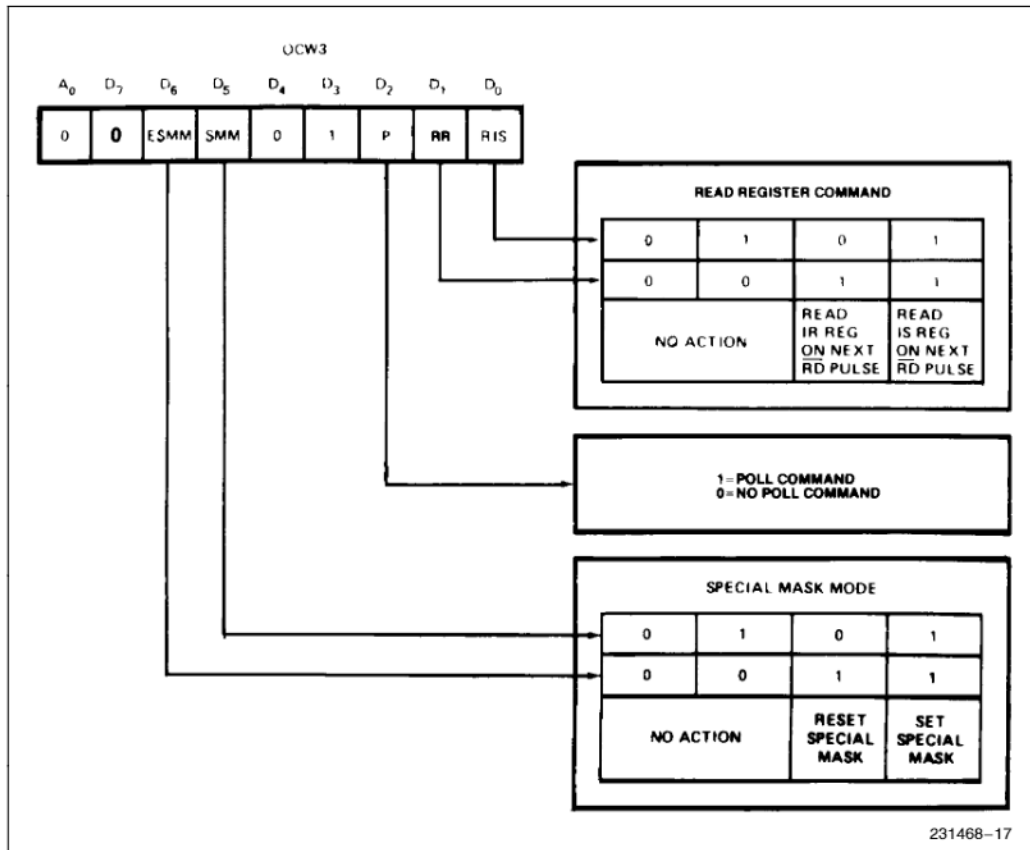 OCW3
A0 D7 D6 D5 D4 D3 D2 D1 D0
0 0 ESMM SMM 0 1 P RR RIS
READ REGISTER COMMAND
0 1 0 1
0 0 1 1
NO ACTION
READ
IR REG
ON NEXT
RD PULSE
READ
IS REG
ON NEXT
RD PULSE
1=POLL COMMAND
0=NO POLL COMMAND
SPECIAL MASK MODE
0 1 0 1
0 0 1 1
NO ACTION
RESET
SPECIAL
MASK
SET
SPECIAL
MASK
231468-17